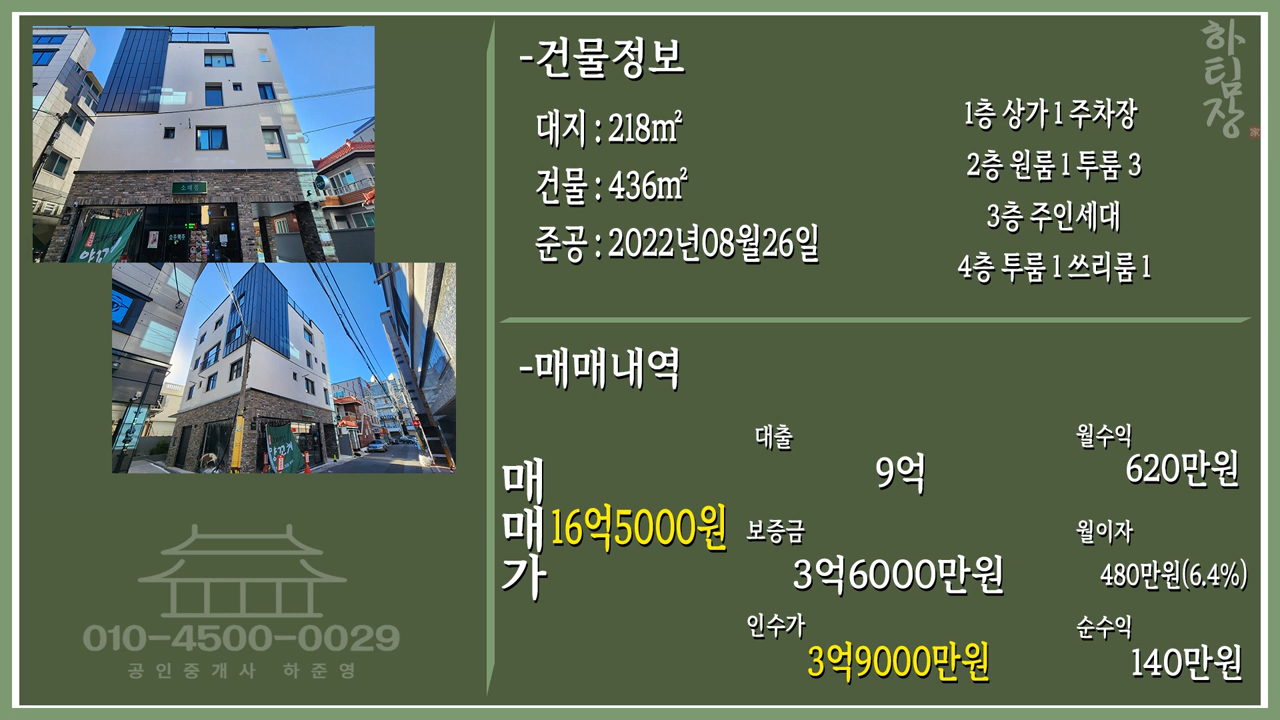 -건물정보
대지 : 218㎡
건물 : 436㎡
준공 : 2022년08월26일
1층 상가 1 주차장
2층 원룸 1 투룸 3
3층 주인세대
4층 투룸 1 쓰리룸 1
하팀장
家
-매매내역
매매가
16억5000원
대출
9억
보증금
3억6000만원
인수가
3억9000만원
월수익
620만원
월이자
480만원(6.4%)
순수익
140만원
010-4500-0029
공인중개사 하준영